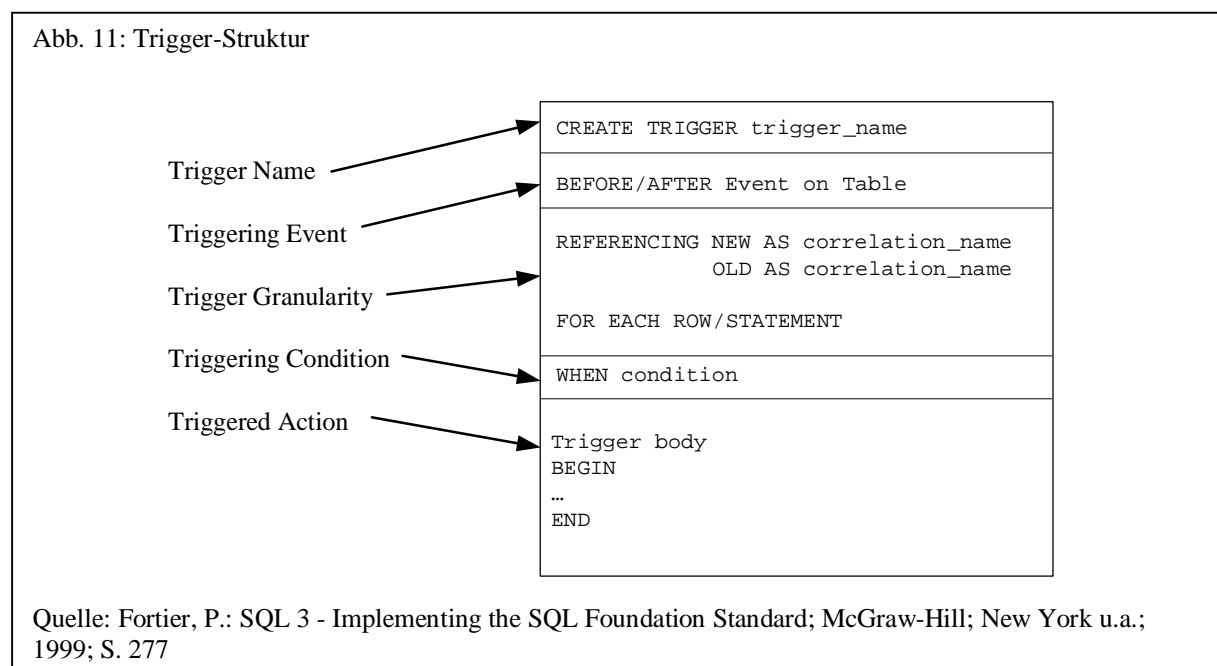 Abb. 11: Trigger-Struktur
CREATE TRIGGER trigger_name
Trigger Name
BEFORE/AFTER Event on Table
Triggering Event
REFERENCING NEW AS correlation_name
OLD AS correlation_name
Trigger Granularity
FOR EACH ROW/STATEMENT
Triggering Condition
WHEN condition
Triggered Action
Trigger body
BEGIN
…
END
Quelle: Fortier, P.: SQL 3 - Implementing the SQL Foundation Standard; McGraw-Hill; New York u.a.;
1999; S. 277